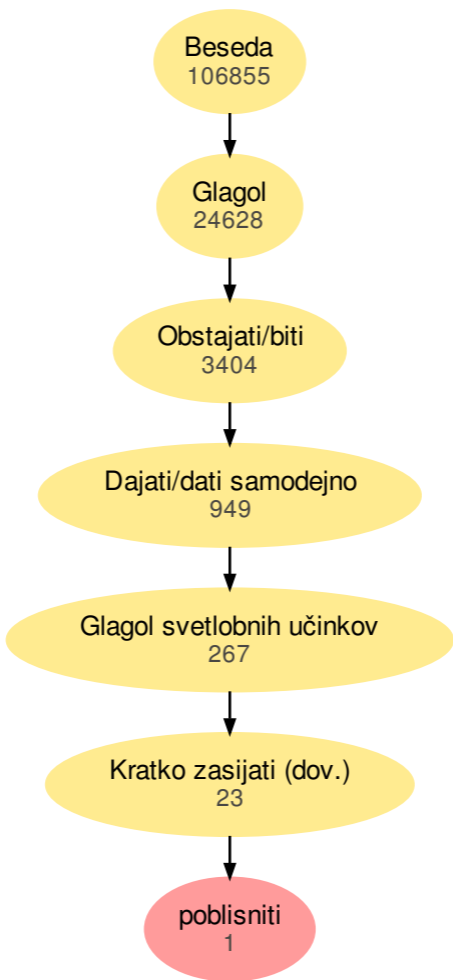 Beseda
106855
Glagol
24628
Obstajati/biti
3404
Dajati/dati samodejno
949
Glagol svetlobnih učinkov
267
Kratko zasijati (dov.)
23
poblisniti
1